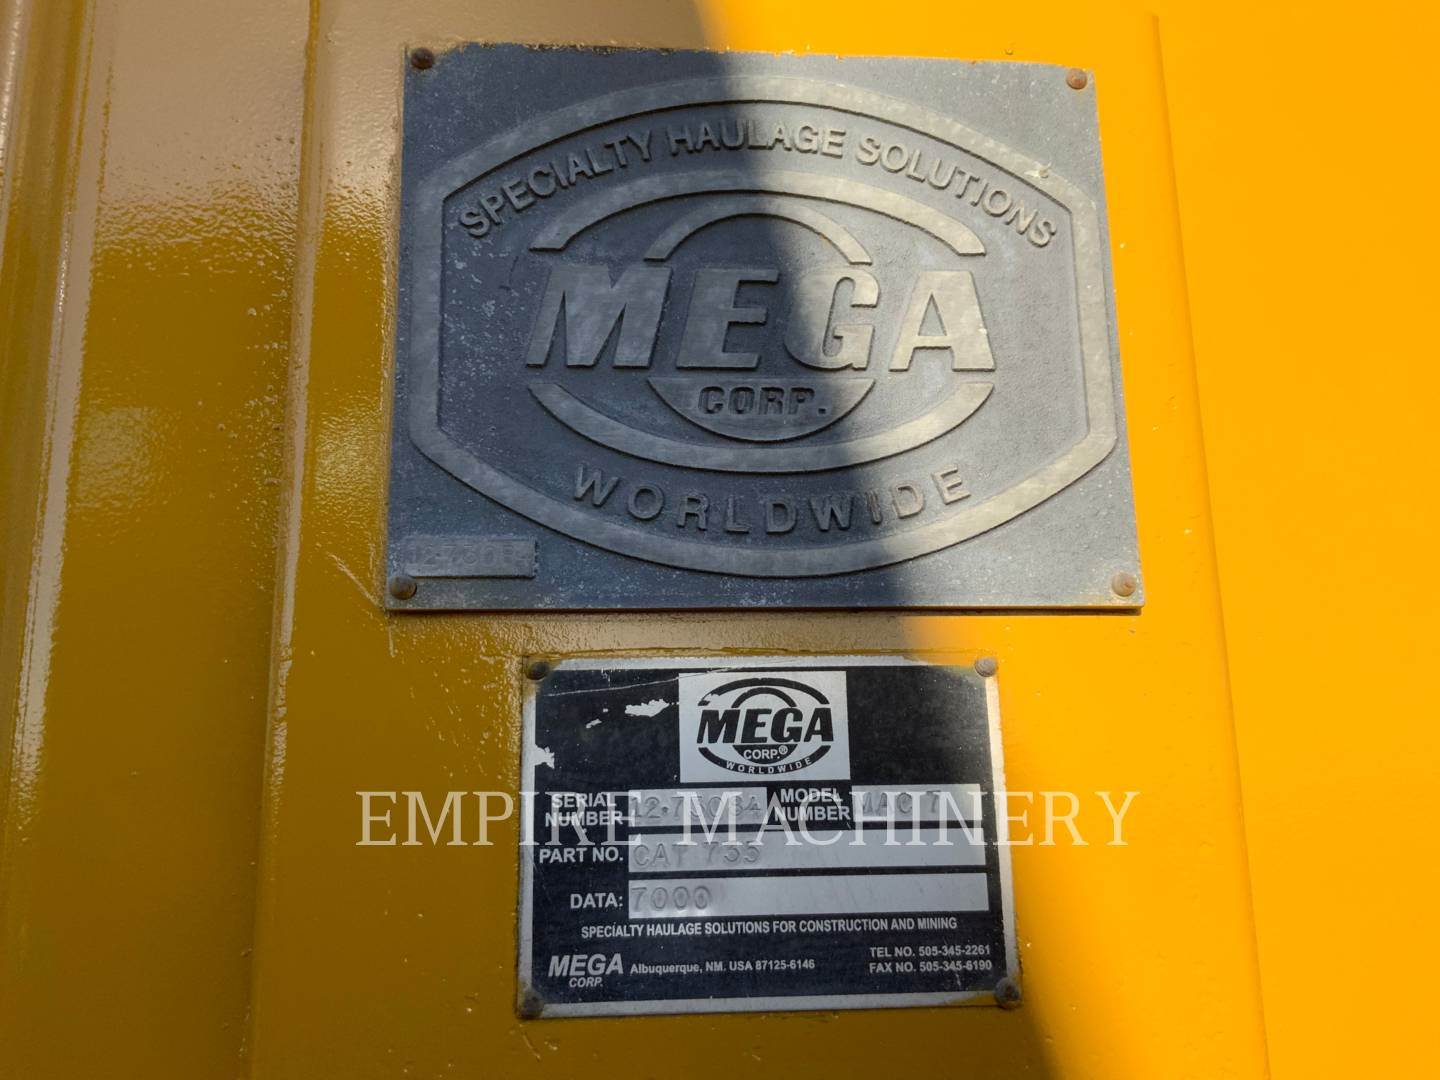 SPECIALTY HAULAGE SOLUTIONS
MEGA
CORP.
WORLDWIDE
MEGA
CORP.®
WORLDWIDE
SERIAL NUMBER MODEL NUMBER
EMPIRE MACHINERY
PART NO. CAT 735
DATA: 7000
SPECIALTY HAULAGE SOLUTIONS FOR CONSTRUCTION AND MINING
MEGA CORP. Albuquerque, NM. USA 87125-6146
TEL NO. 505-345-2261
FAX NO. 505-345-6190